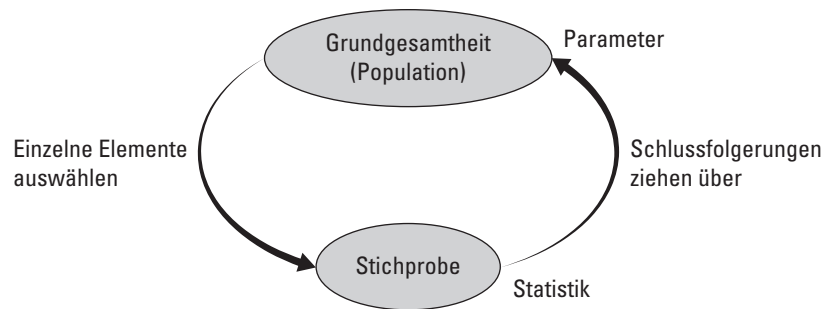 Grundgesamtheit
(Population)
Parameter
Einzelne Elemente
auswählen
Schlussfolgerungen
ziehen über
Stichprobe
Statistik